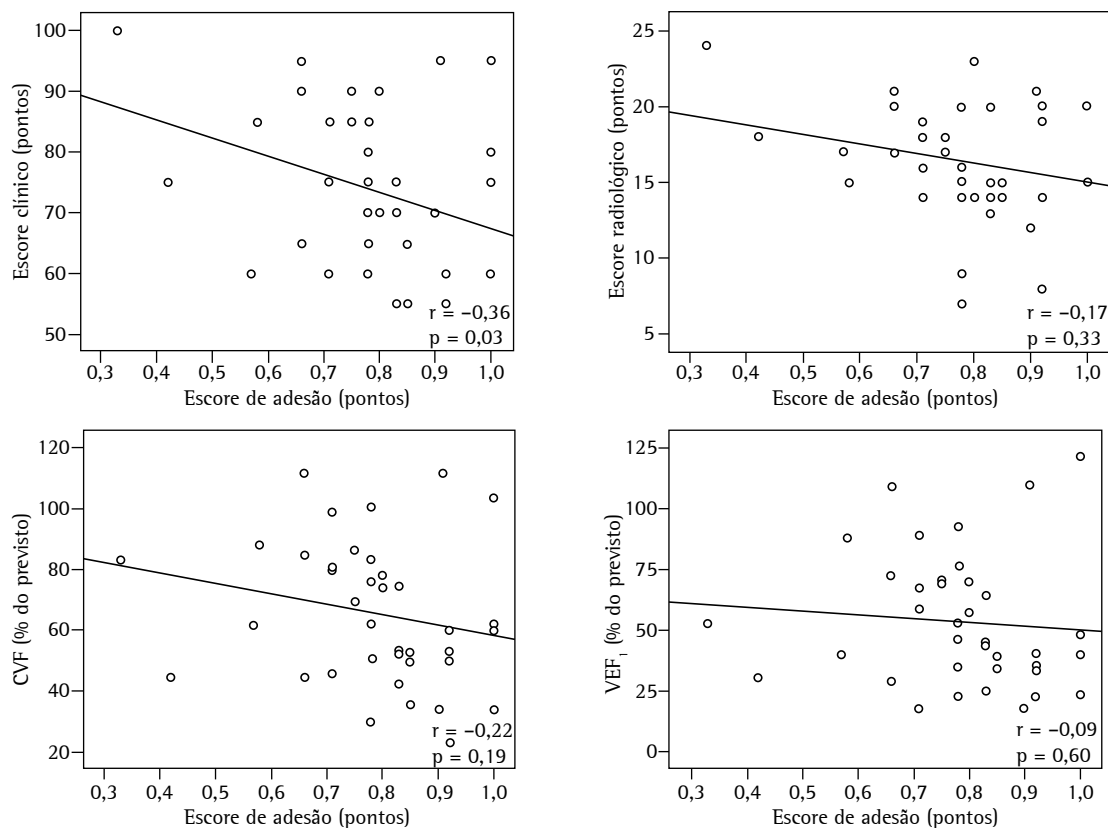 Escore clínico (pontos)
100
90
80
70
60
50
r = −0,36
p = 0,03
0,3 0,4 0,5 0,6 0,7 0,8 0,9 1,0
Escore de adesão (pontos)
Escore radiológico (pontos)
25
20
15
10
5
r = −0,17
p = 0,33
0,3 0,4 0,5 0,6 0,7 0,8 0,9 1,0
Escore de adesão (pontos)
CVF (% do previsto)
120
100
80
60
40
20
r = −0,22
p = 0,19
0,3 0,4 0,5 0,6 0,7 0,8 0,9 1,0
Escore de adesão (pontos)
VEF₁ (% do previsto)
125
100
75
50
25
0
r = −0,09
p = 0,60
0,3 0,4 0,5 0,6 0,7 0,8 0,9 1,0
Escore de adesão (pontos)